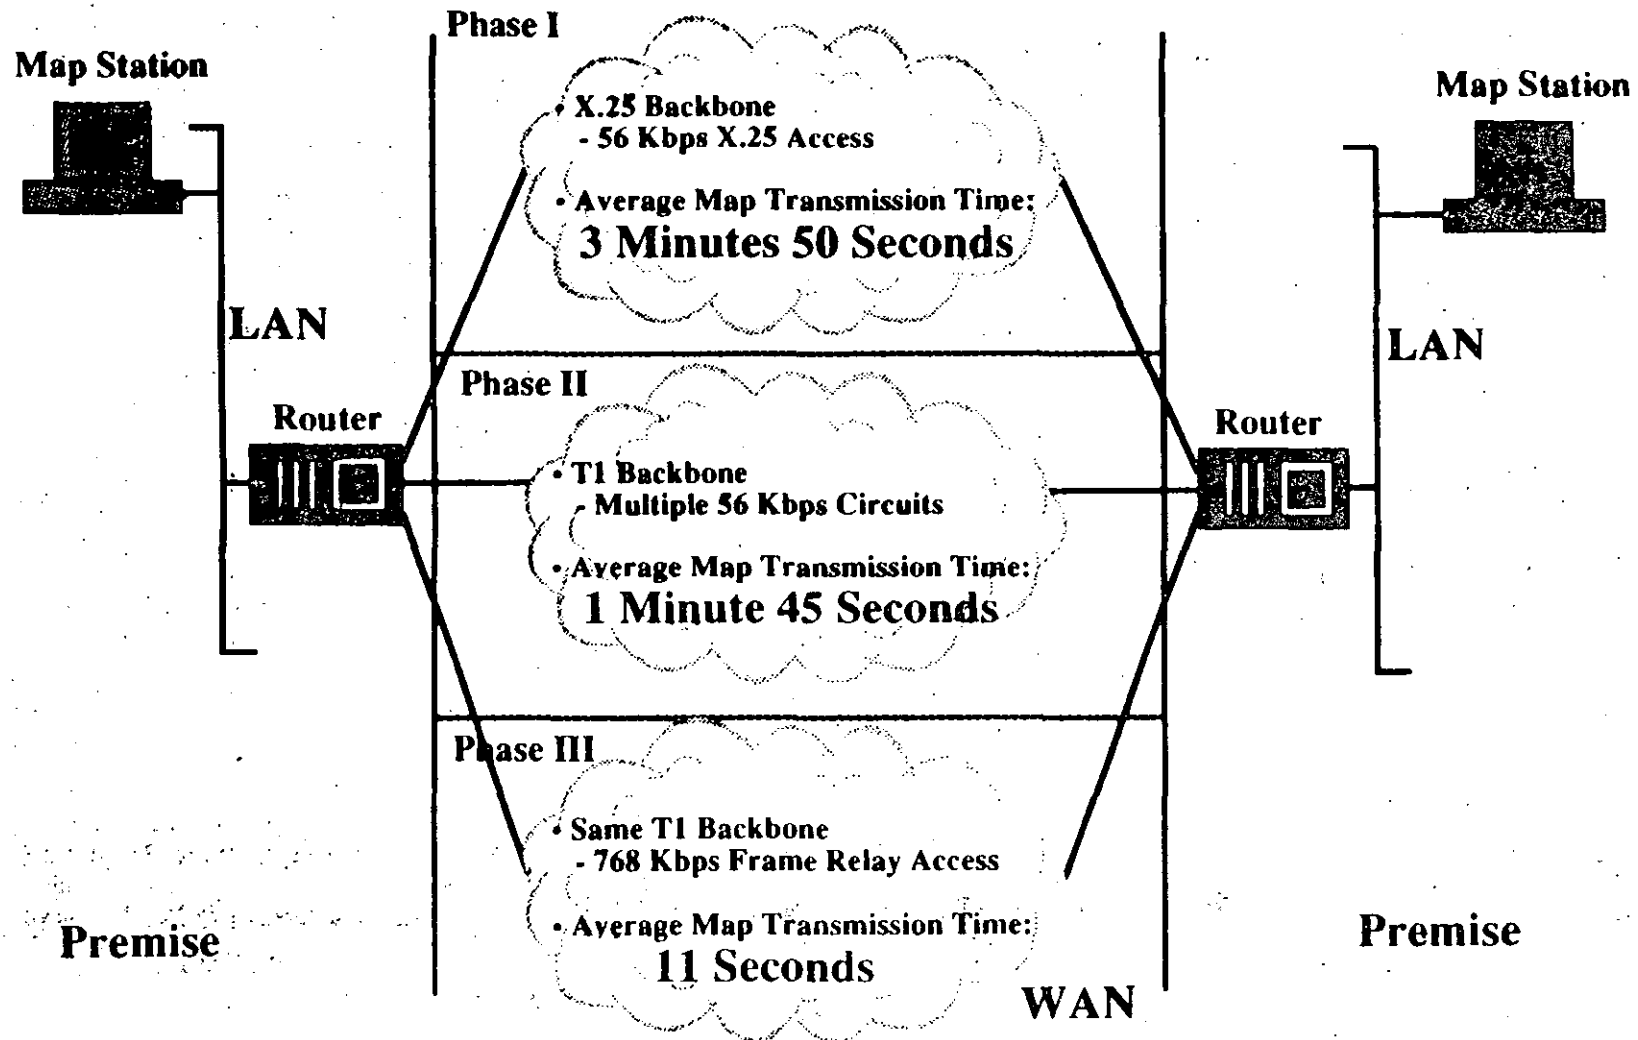 Phase I
Map Station
Map Station
• X.25 Backbone
- 56 Kbps X.25 Access
• Average Map Transmission Time:
3 Minutes 50 Seconds
LAN
LAN
Phase II
Router
Router
• T1 Backbone
- Multiple 56 Kbps Circuits
• Average Map Transmission Time:
1 Minute 45 Seconds
Phase III
• Same T1 Backbone
- 768 Kbps Frame Relay Access
• Average Map Transmission Time:
11 Seconds
Premise
Premise
WAN